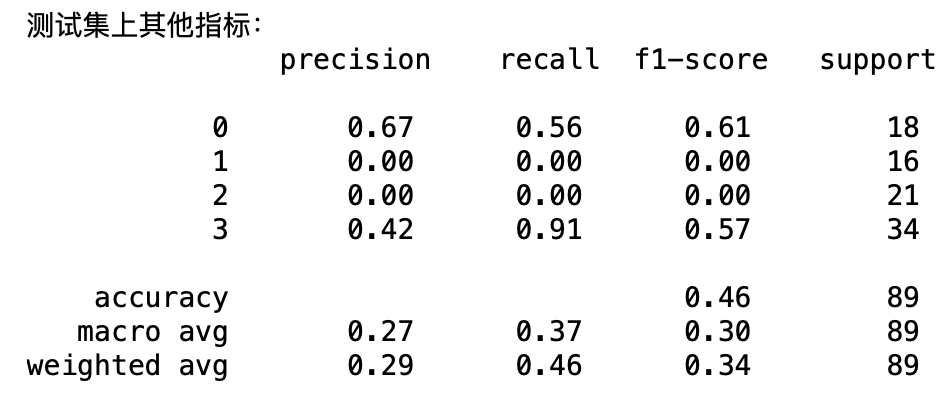 测试集上其他指标:
precision recall f1-score support
0 0.67 0.56 0.61 18
1 0.00 0.00 0.00 16
2 0.00 0.00 0.00 21
3 0.42 0.91 0.57 34
accuracy 0.46 89
macro avg 0.27 0.37 0.30 89
weighted avg 0.29 0.46 0.34 89